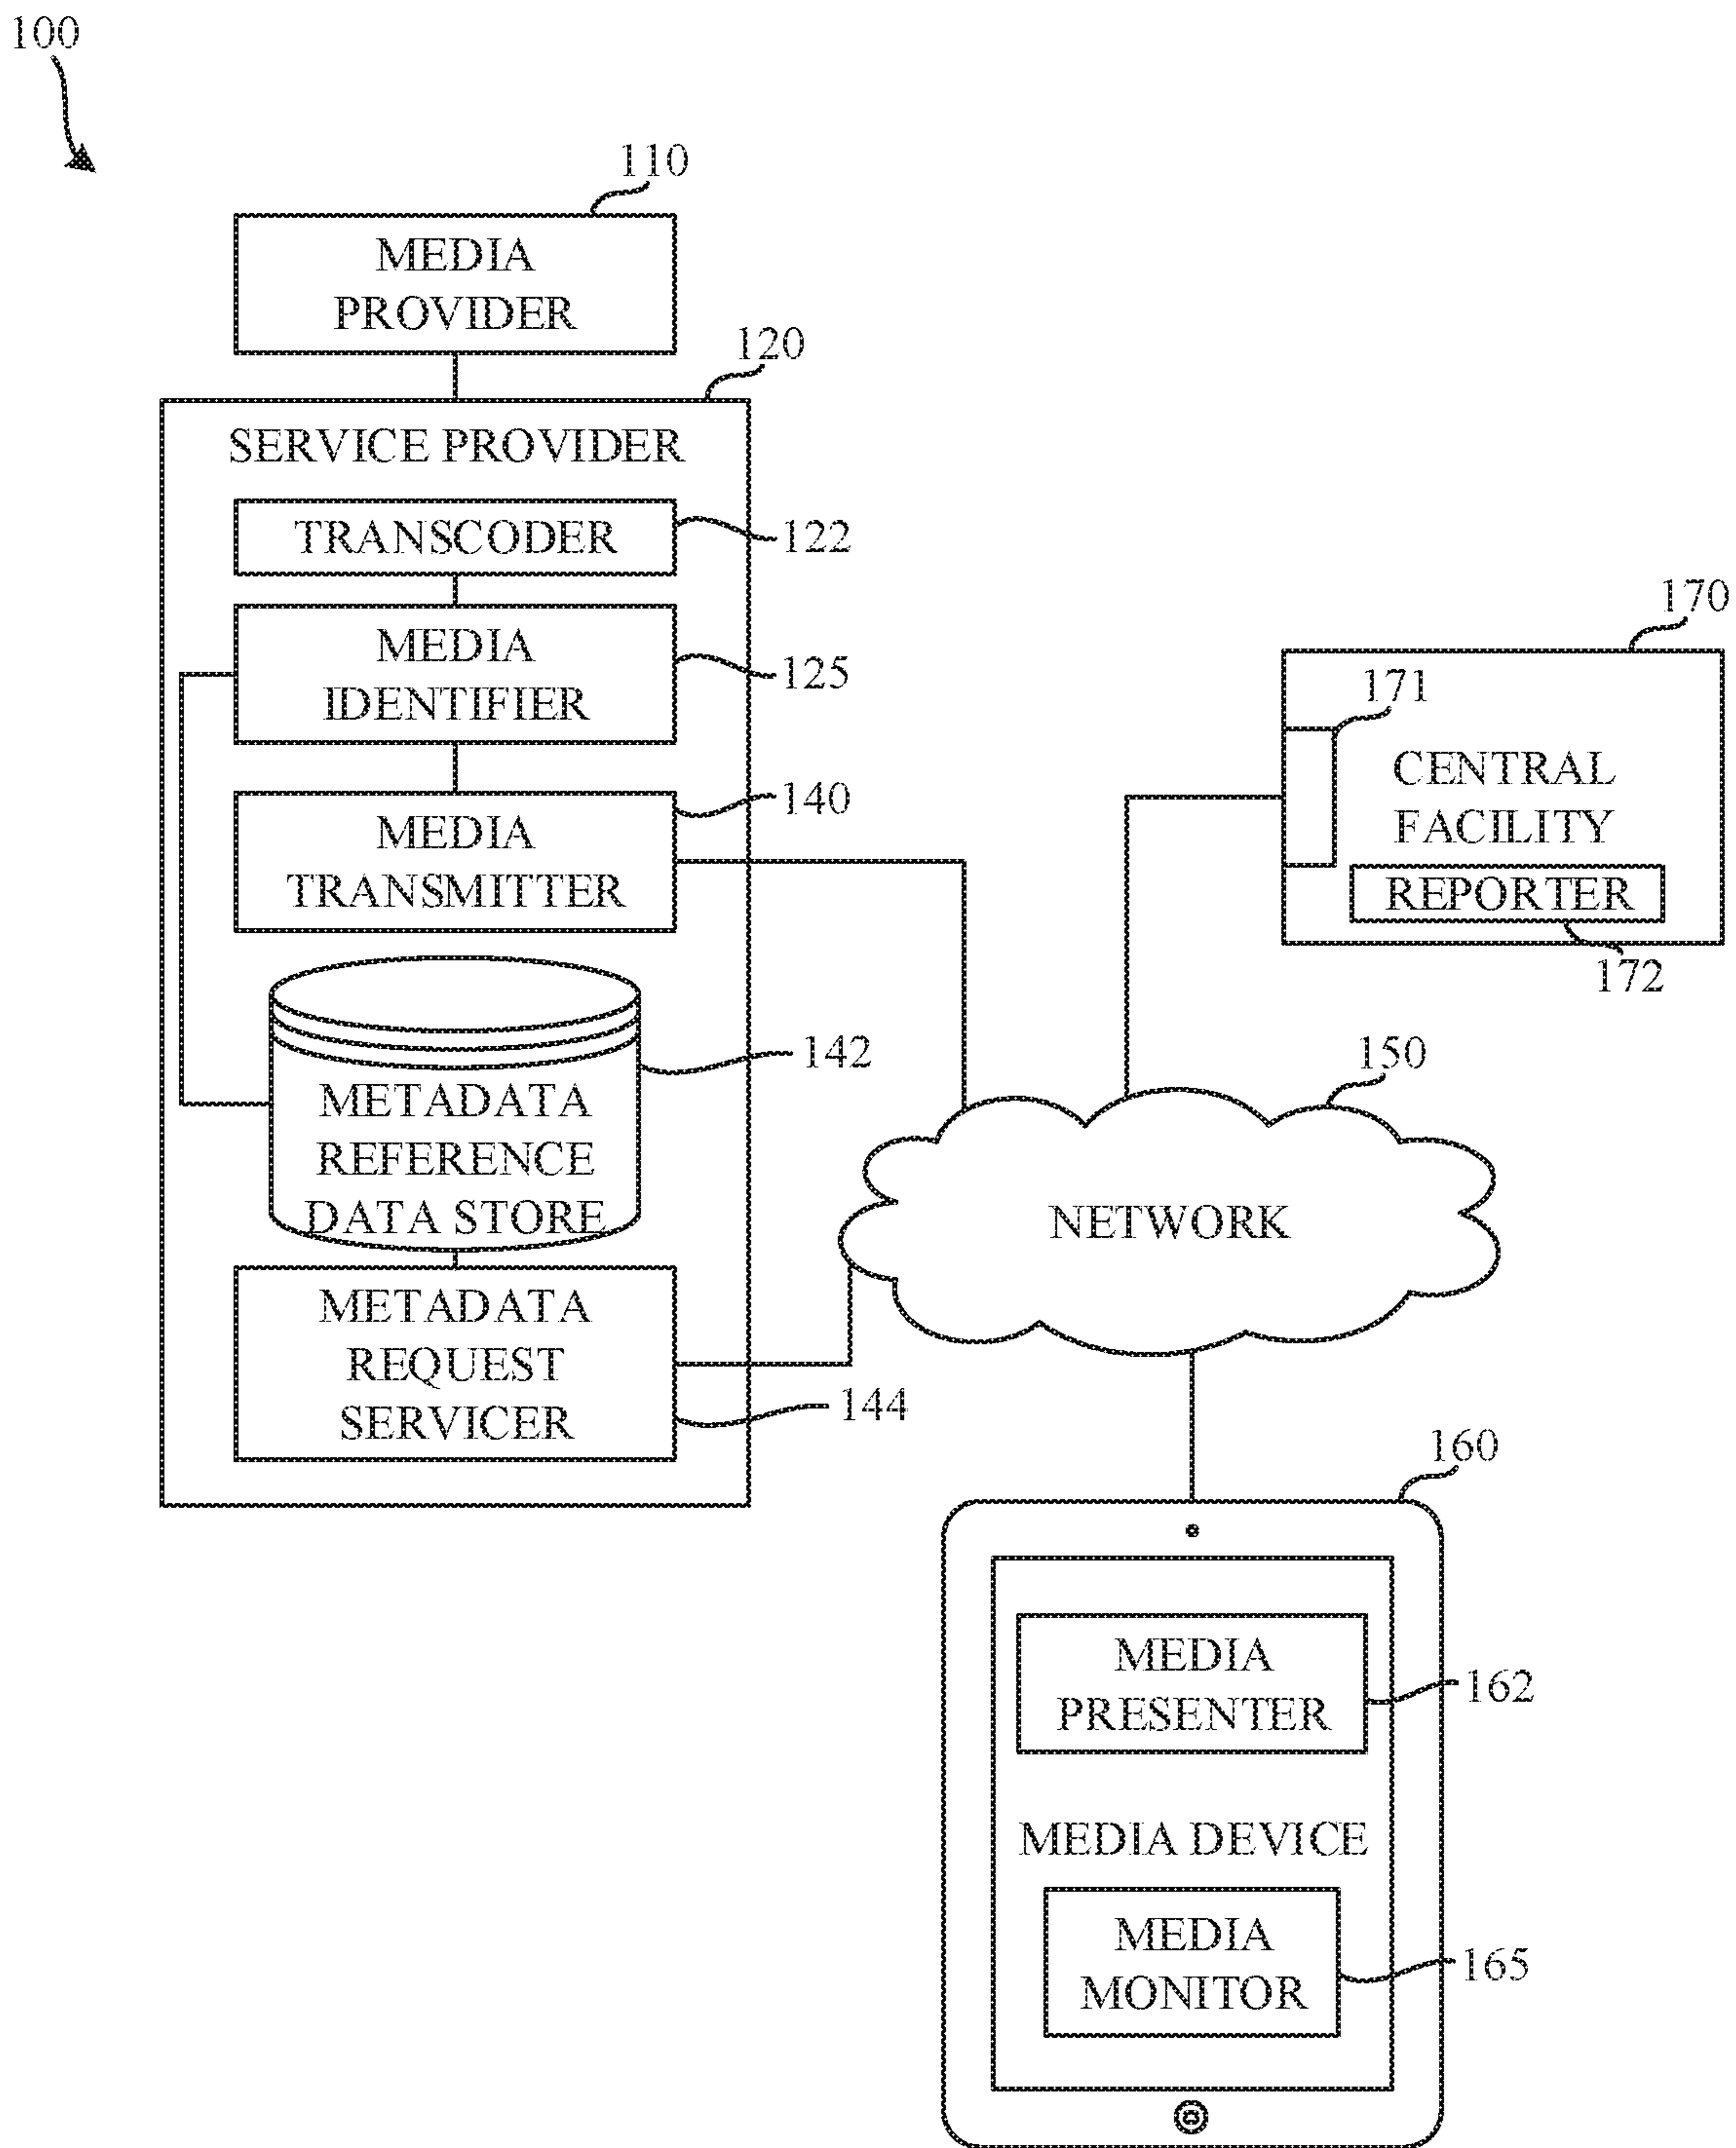 100
110
MEDIA
PROVIDER
120
SERVICE PROVIDER
TRANSCODER
122
MEDIA
IDENTIFIER
125
MEDIA
TRANSMITTER
140
METADATA
REFERENCE
DATA STORE
142
METADATA
REQUEST
SERVICER
144
170
171
CENTRAL
FACILITY
REPORTER
172
150
NETWORK
160
MEDIA
PRESENTER
162
MEDIA DEVICE
MEDIA
MONITOR
165